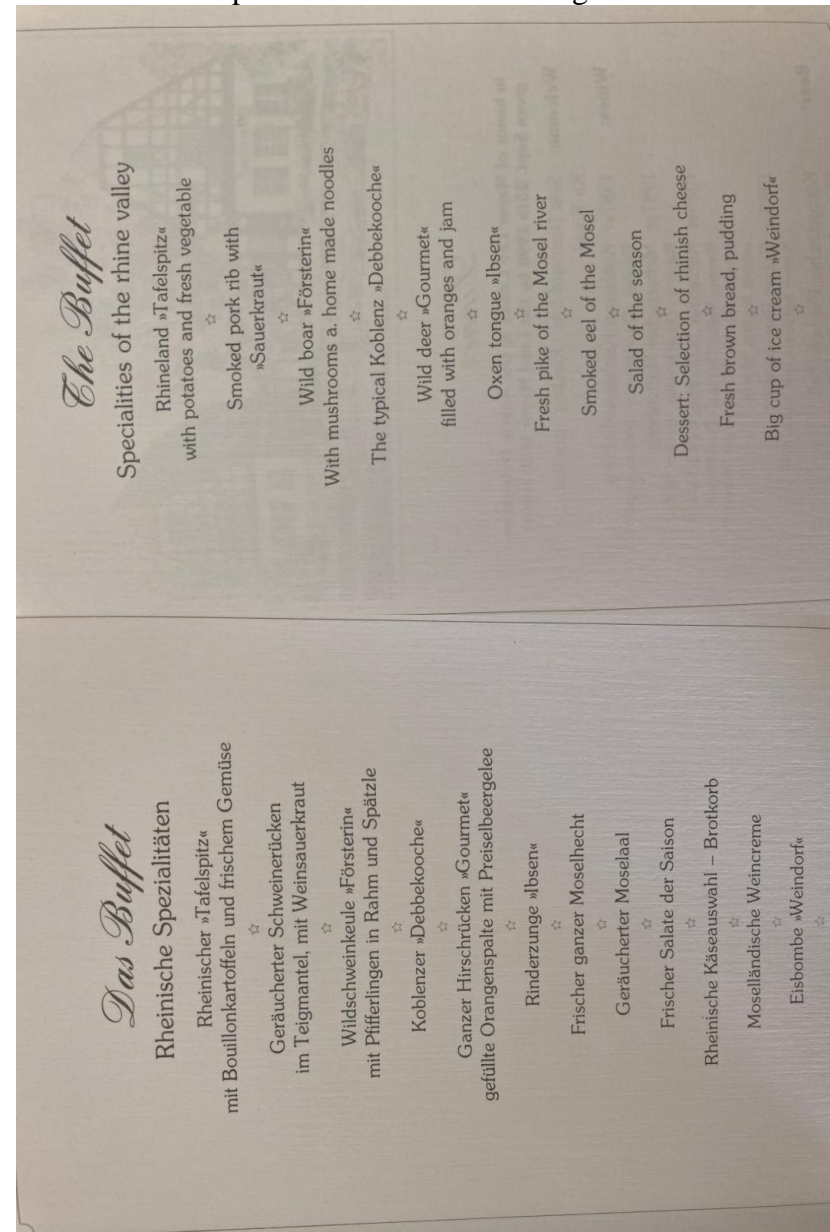 Das Buffet
Rheinische Spezialitäten
Rheinischer »Tafelspitz«
mit Bouillonkartoffeln und frischem Gemüse
Geräucherter Schweinerücken
im Teigmantel, mit Weinsauerkraut
Wildschweinkeule »Försterin«
mit Pfifferlingen in Rahm und Spätzle
Koblenzer »Debbekooche«
Ganzer Hirschrücken »Gourmet«
gefüllte Orangenspalte mit Preiselbeergelee
Rinderzunge »Ibsen«
Frischer ganzer Moselhecht
Geräucherter Moselaal
Frischer Salate der Saison
Rheinische Käseauswahl – Brotkorb
Moselländische Weincreme
Eisbombe »Weindorf«
The Buffet
Specialities of the rhine valley
Rhineland »Tafelspitz«
with potatoes and fresh vegetable
Smoked pork rib with
»Sauerkraut«
Wild boar »Försterin«
With mushrooms a. home made noodles
The typical Koblenz »Debbekooche«
Wild deer »Gourmet«
filled with oranges and jam
Oxen tongue »Ibsen«
Fresh pike of the Mosel river
Smoked eel of the Mosel
Salad of the season
Dessert: Selection of rhinish cheese
Fresh brown bread, pudding
Big cup of ice cream »Weindorf«